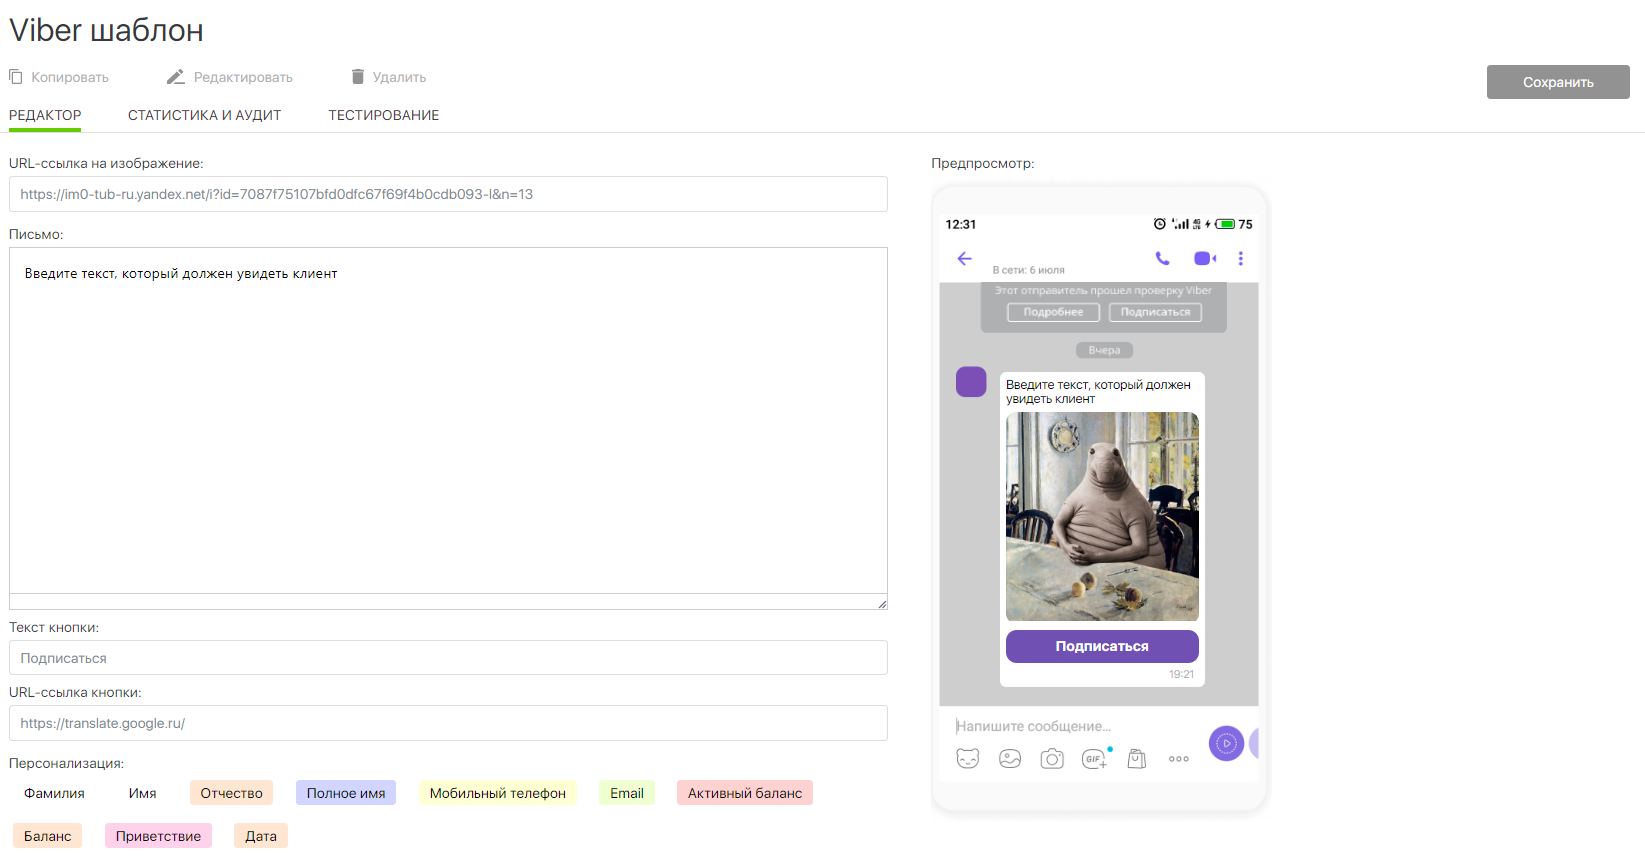 Viber шаблон
Копировать Редактировать Удалить
Сохранить
РЕДАКТОР СТАТИСТИКА И АУДИТ ТЕСТИРОВАНИЕ
URL-ссылка на изображение:
https://im0-tub-ru.yandex.net/i?id=7087f75107bfd0dfc67f69f4b0cdb093-l&n=13
Письмо:
Введите текст, который должен увидеть клиент
Текст кнопки:
Подписаться
URL-ссылка кнопки:
https://translate.google.ru/
Персонализация:
Фамилия Имя Отчество Полное имя Мобильный телефон Email Активный баланс
Баланс Приветствие Дата
Предпросмотр:
12:31 4G LTE 75
В сети: 6 июля
Этот отправитель прошел проверку Viber
Подробнее Подписаться
Вчера
Введите текст, который должен
увидеть клиент
Подписаться
19:21
Напишите сообщение...
GIF